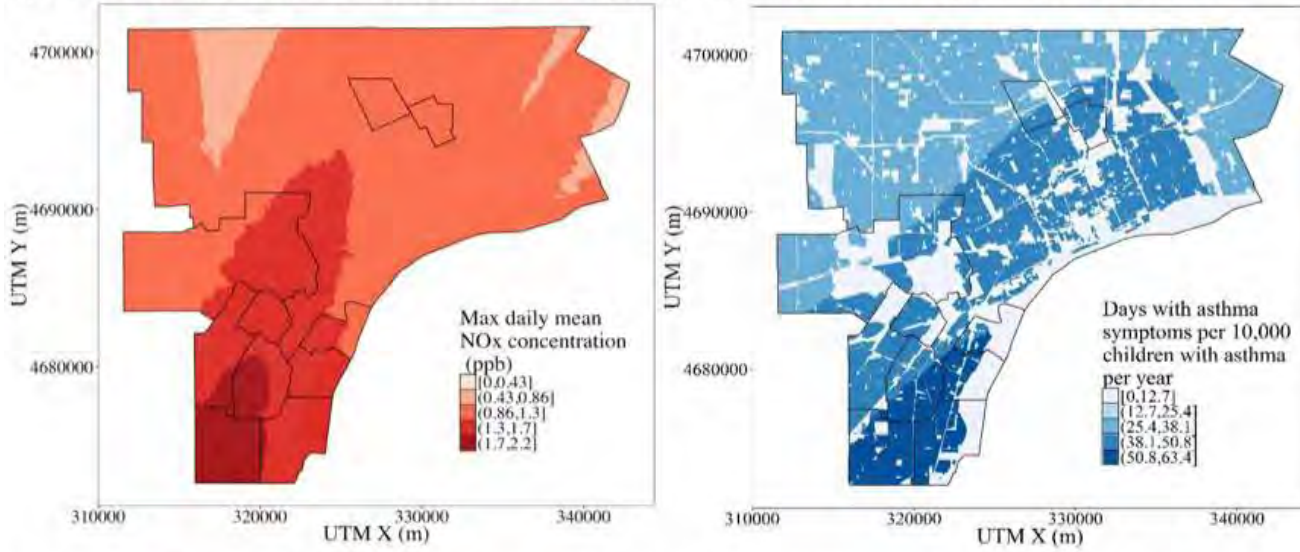 4700000
4690000
4680000
UTM Y (m)
310000
320000
330000
340000
UTM X (m)
Max daily mean
NOx concentration
(ppb)
[0,0.43]
(0.43,0.86]
(0.86,1.3]
(1.3,1.7]
(1.7,2.2]
4700000
4690000
4680000
UTM Y (m)
310000
320000
330000
340000
UTM X (m)
Days with asthma
symptoms per 10,000
children with asthma
per year
[0,12.7]
(12.7,25.4]
(25.4,38.1]
(38.1,50.8]
(50.8,63.4]